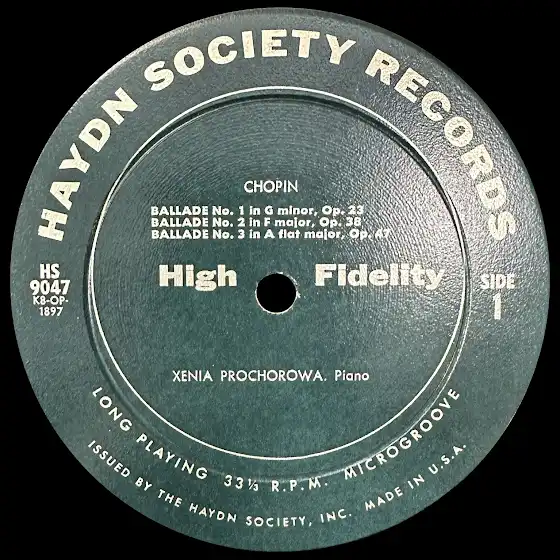 HAYDN SOCIETY RECORDS
CHOPIN
BALLADE No. 1 in G minor, Op. 23
BALLADE No. 2 in F major, Op. 38
BALLADE No. 3 in A flat major, Op. 47
High Fidelity
HS
9047
KB-OP-
1897
SIDE
1
XENIA PROCHOROWA. Piano
LONG PLAYING 33⅓ R.P.M. MICROGROOVE
ISSUED BY THE HAYDN SOCIETY, INC. MADE IN U.S.A.